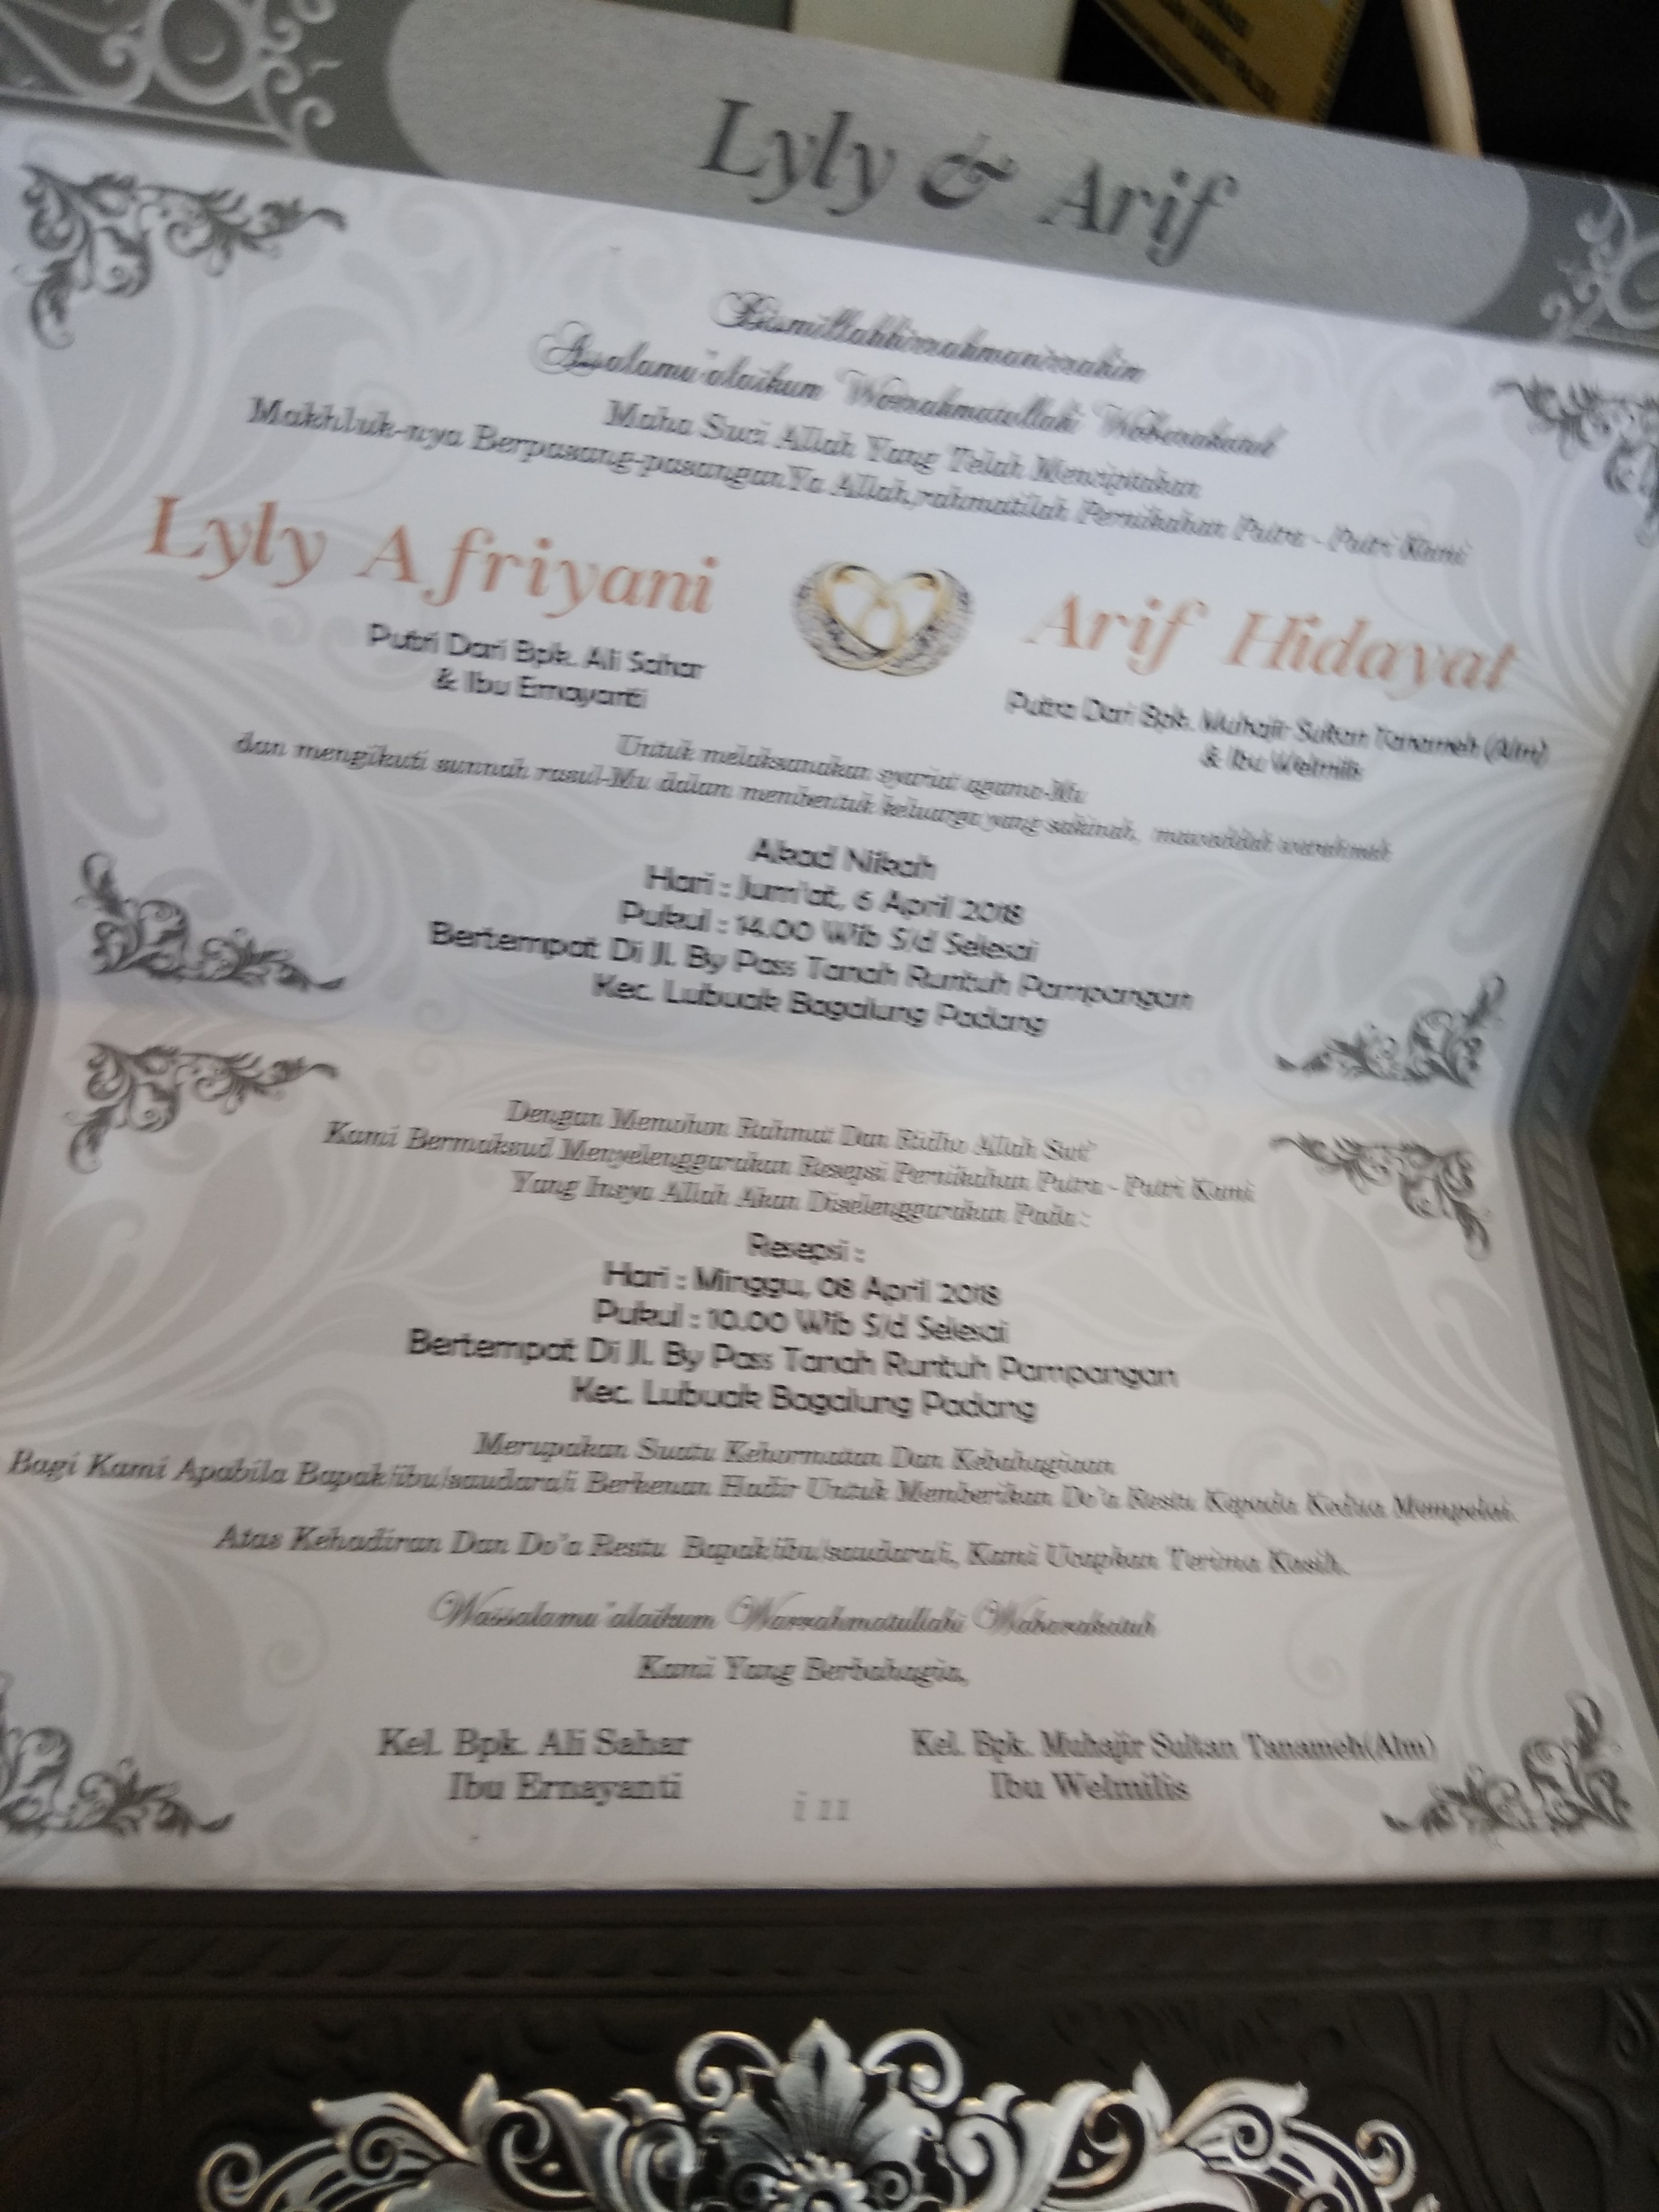 Lyly & Arif
Bismillahhirrahmanirrahim
Assalamu'alaikum Warrahmatullahi Wabarakatuh
Maha Suci Allah Yang Telah Menciptakan
Makhluk-nya Berpasang-pasangan.Ya Allah,rahmatilah Pernikahan Putra - Putri Kami
Lyly Afriyani
Arif Hidayat
Putri Dari Bpk. Ali Sahar
& Ibu Ernayanti
Putra Dari Bpk. Muhajir Sultan Tanameh (Alm)
& Ibu Welmilis
Untuk melaksanakan syariat agama-Mu
dan mengikuti sunnah rasul-Mu dalam membentuk keluarga yang sakinah, mawaddah warahmah
Akad Nikah
Hari : Jum'at, 6 April 2018
Pukul : 14.00 Wib S/d Selesai
Bertempat Di Jl. By Pass Tanah Runtuh Pampangan
Kec. Lubuak Bagalung Padang
Dengan Memohon Rahmat Dan Ridho Allah Swt
Kami Bermaksud Menyelenggarakan Resepsi Pernikahan Putra - Putri Kami
Yang Insya Allah Akan Diselenggarakan Pada :
Resepsi :
Hari : Minggu, 08 April 2018
Pukul : 10.00 Wib S/d Selesai
Bertempat Di Jl. By Pass Tanah Runtuh Pampangan
Kec. Lubuak Bagalung Padang
Merupakan Suatu Kehormatan Dan Kebahagiaan
Bagi Kami Apabila Bapak/ibu/saudara/i Berkenan Hadir Untuk Memberikan Do'a Restu Kepada Kedua Mempelai.
Atas Kehadiran Dan Do'a Restu Bapak/ibu/saudara/i, Kami Ucapkan Terima Kasih.
Wassalamu'alaikum Warrahmatullahi Wabarakatuh
Kami Yang Berbahagia,
Kel. Bpk. Ali Sahar
Ibu Ernayanti
Kel. Bpk. Muhajir Sultan Tanameh(Alm)
Ibu Welmilis